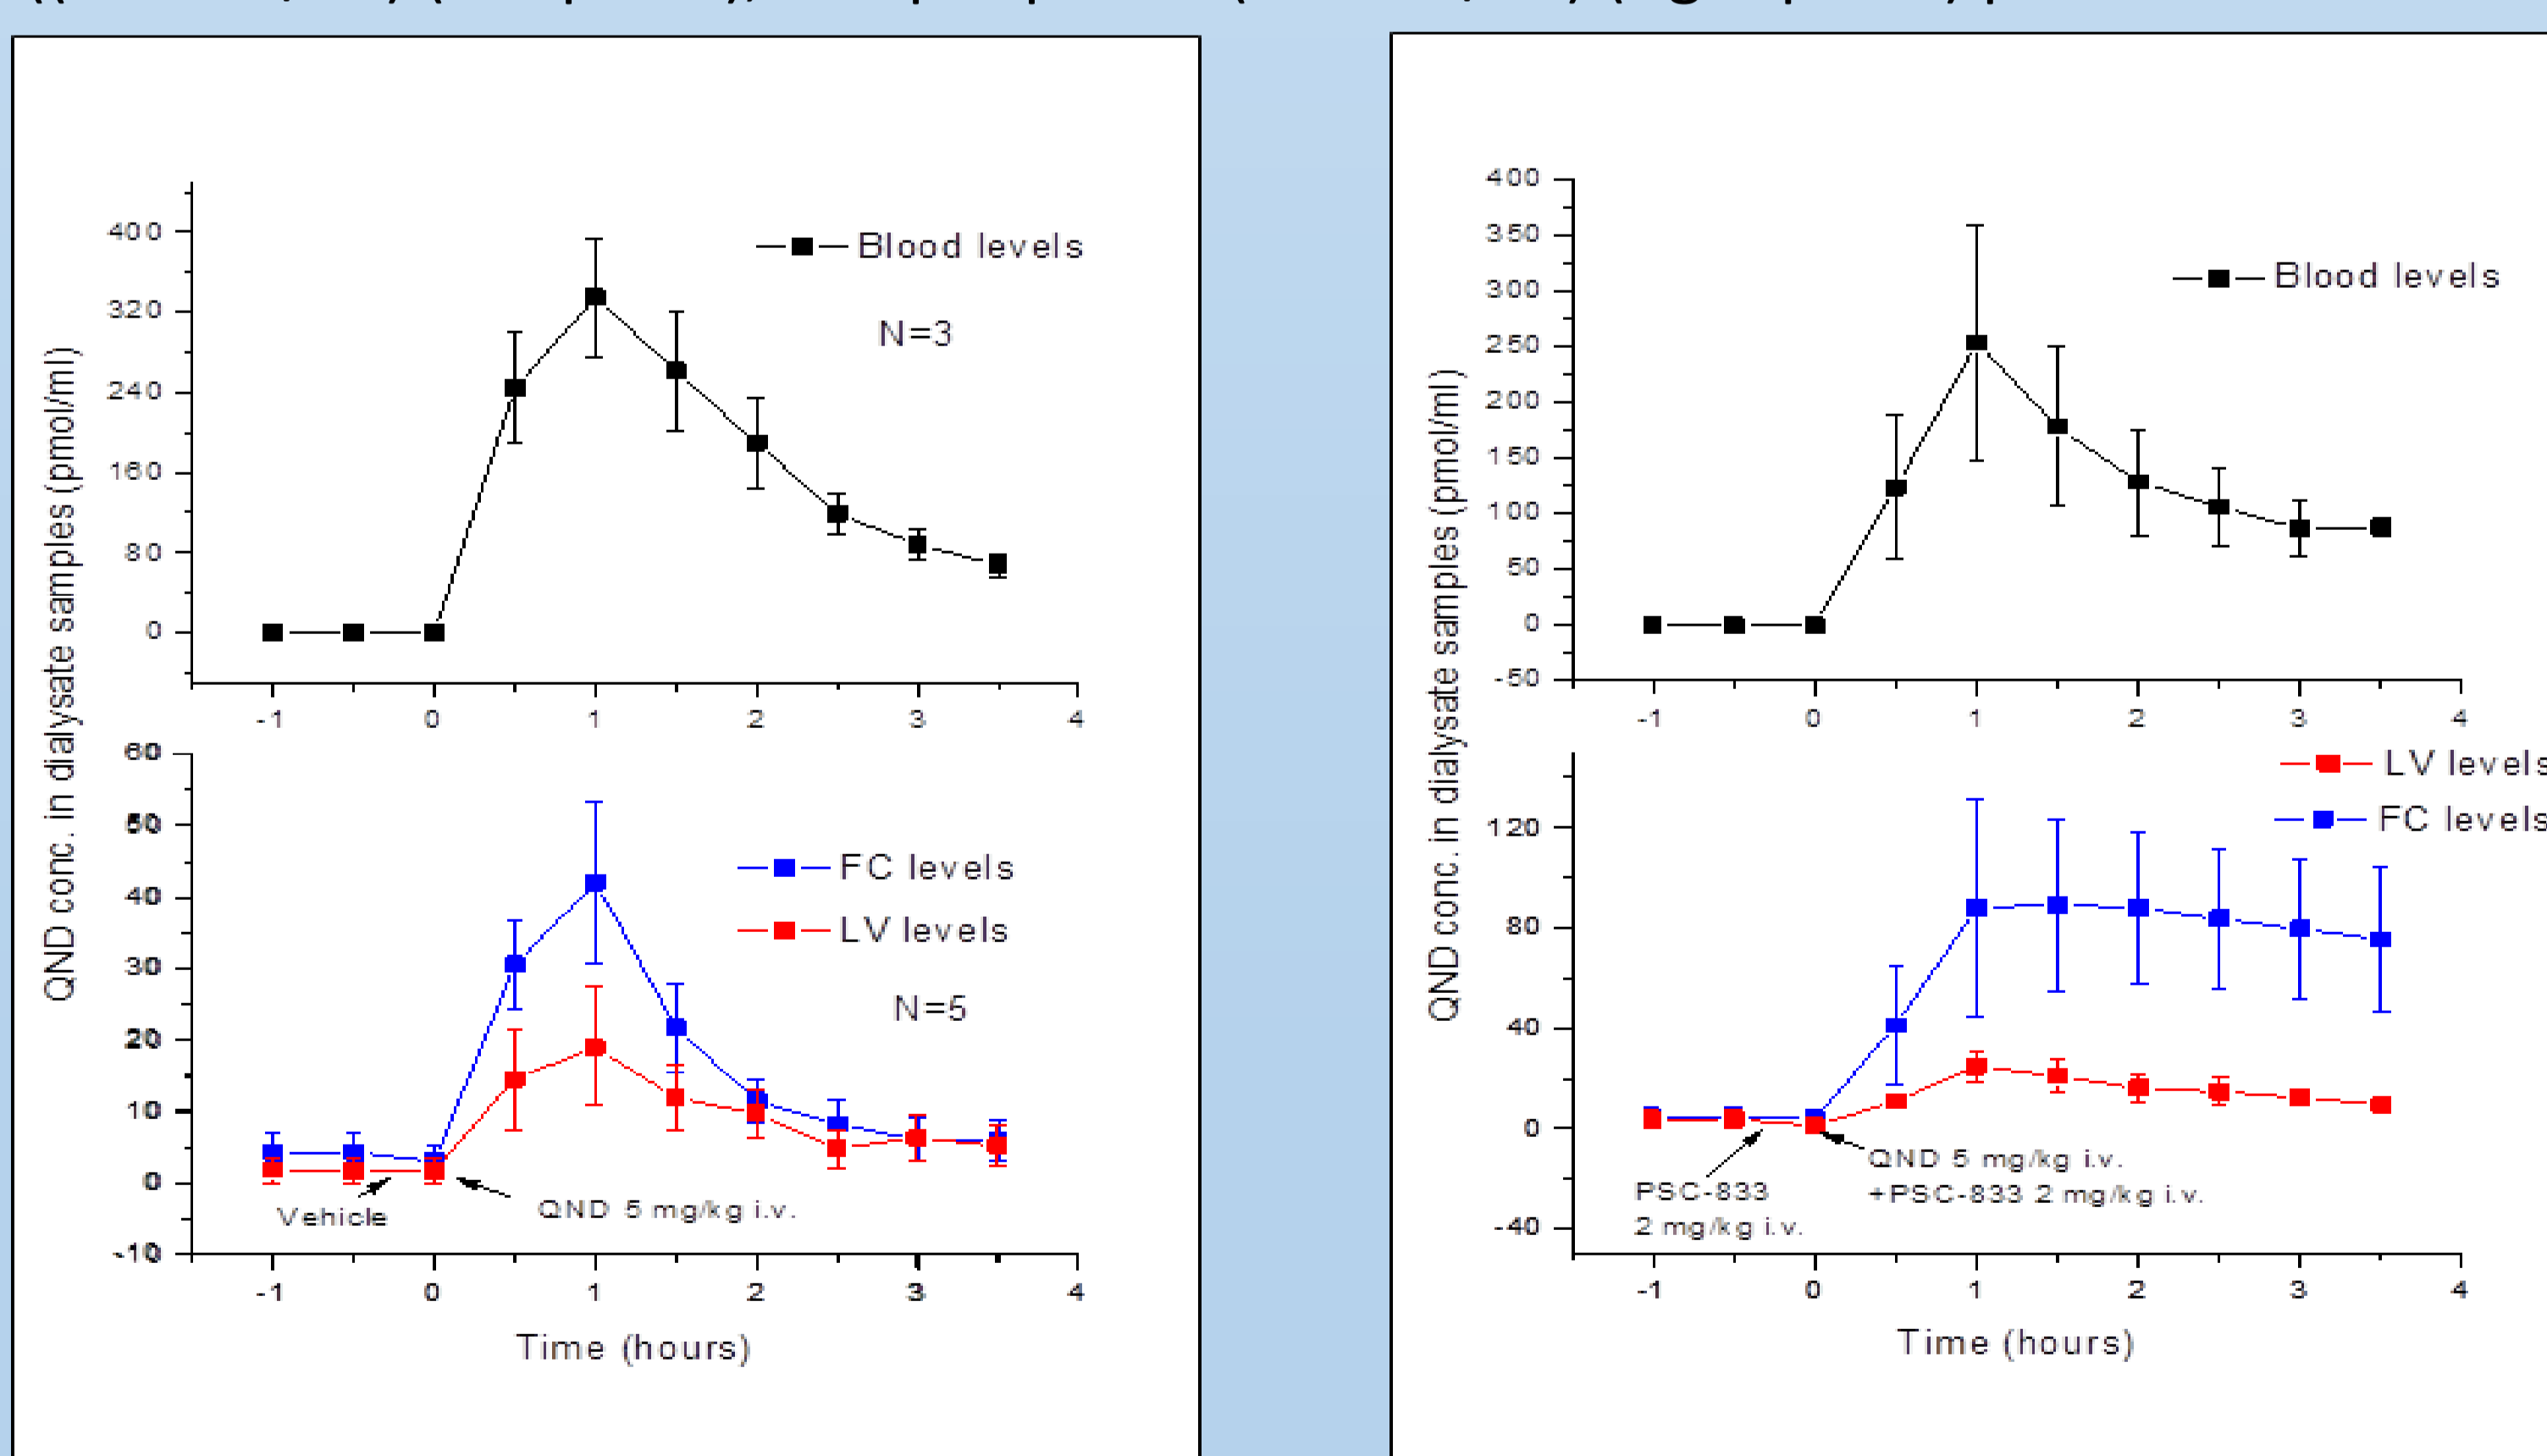 QND conc. in dialysate samples (pmol/ml)
400
320
240
160
80
0
Blood levels
N=3
-1 0 1 2 3 4
60
50
40
30
20
10
0
-10
FC levels
LV levels
N=5
Vehicle
QND 5 mg/kg i.v.
-1 0 1 2 3 4
Time (hours)
QND conc. in dialysate samples (pmol/ml)
400
350
300
250
200
150
100
50
0
-50
Blood levels
-1 0 1 2 3 4
LV levels
FC levels
120
80
40
0
-40
QND 5 mg/kg i.v.
+PSC-833 2 mg/kg i.v.
PSC-833
2 mg/kg i.v.
-1 0 1 2 3 4
Time (hours)